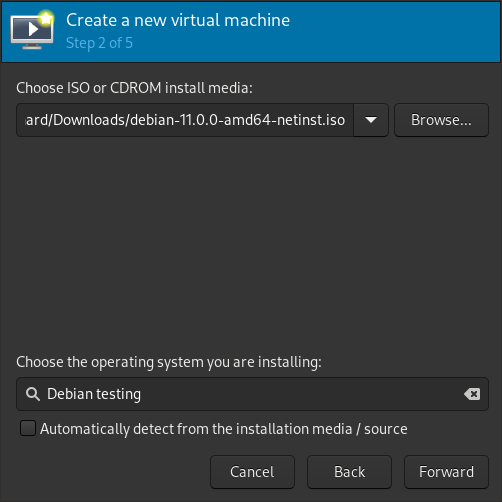 Create a new virtual machine
Step 2 of 5
Choose ISO or CDROM install media:
ard/Downloads/debian-11.0.0-amd64-netinst.iso
Browse...
Choose the operating system you are installing:
Debian testing
Automatically detect from the installation media / source
Cancel
Back
Forward